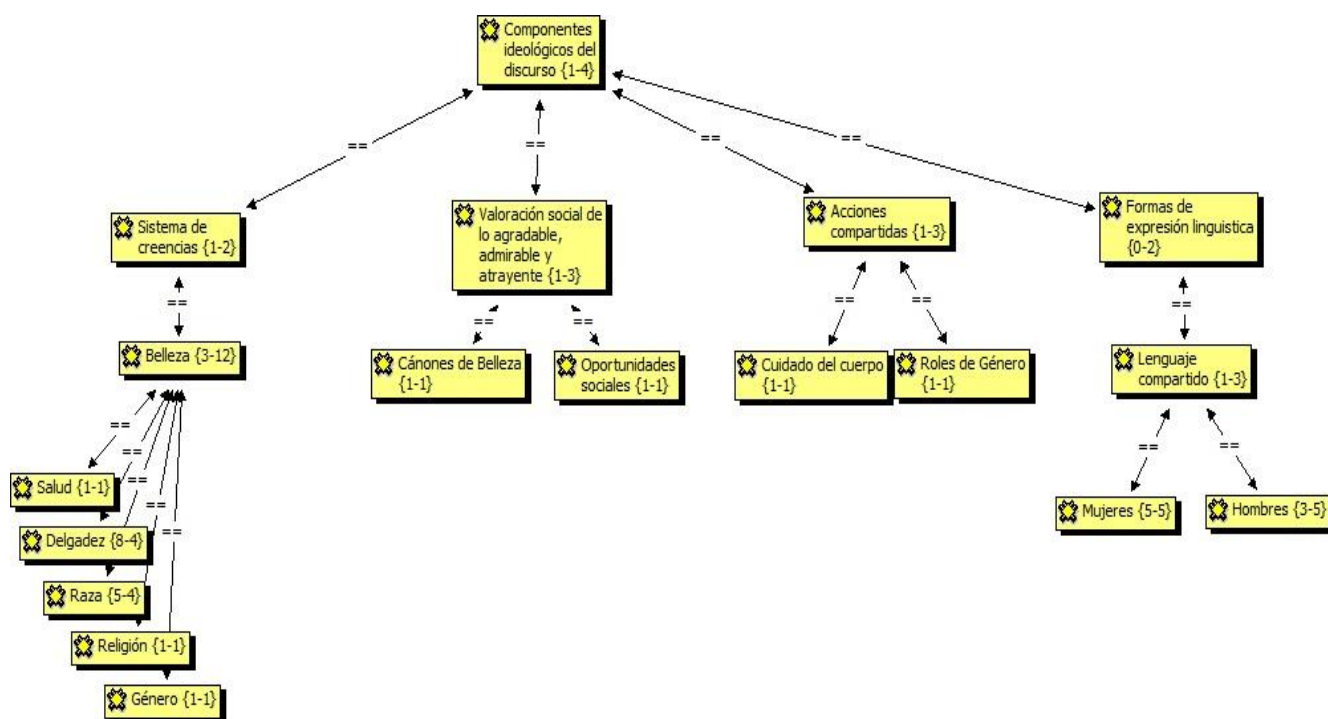 Componentes
ideológicos del
discurso {1-4}
==
==
==
==
Sistema de
creencias {1-2}
Valoración social de
lo agradable,
admirable y
atrayente {1-3}
Acciones
compartidas {1-3}
Formas de
expresión linguistica
{0-2}
==
==
==
==
==
==
Belleza {3-12}
Cánones de Belleza
{1-1}
Oportunidades
sociales {1-1}
Cuidado del cuerpo
{1-1}
Roles de Género
{1-1}
Lenguaje
compartido {1-3}
==
==
==
==
==
==
==
Salud {1-1}
Delgadez {8-4}
Raza {5-4}
Religión {1-1}
Género {1-1}
Mujeres {5-5}
Hombres {3-5}